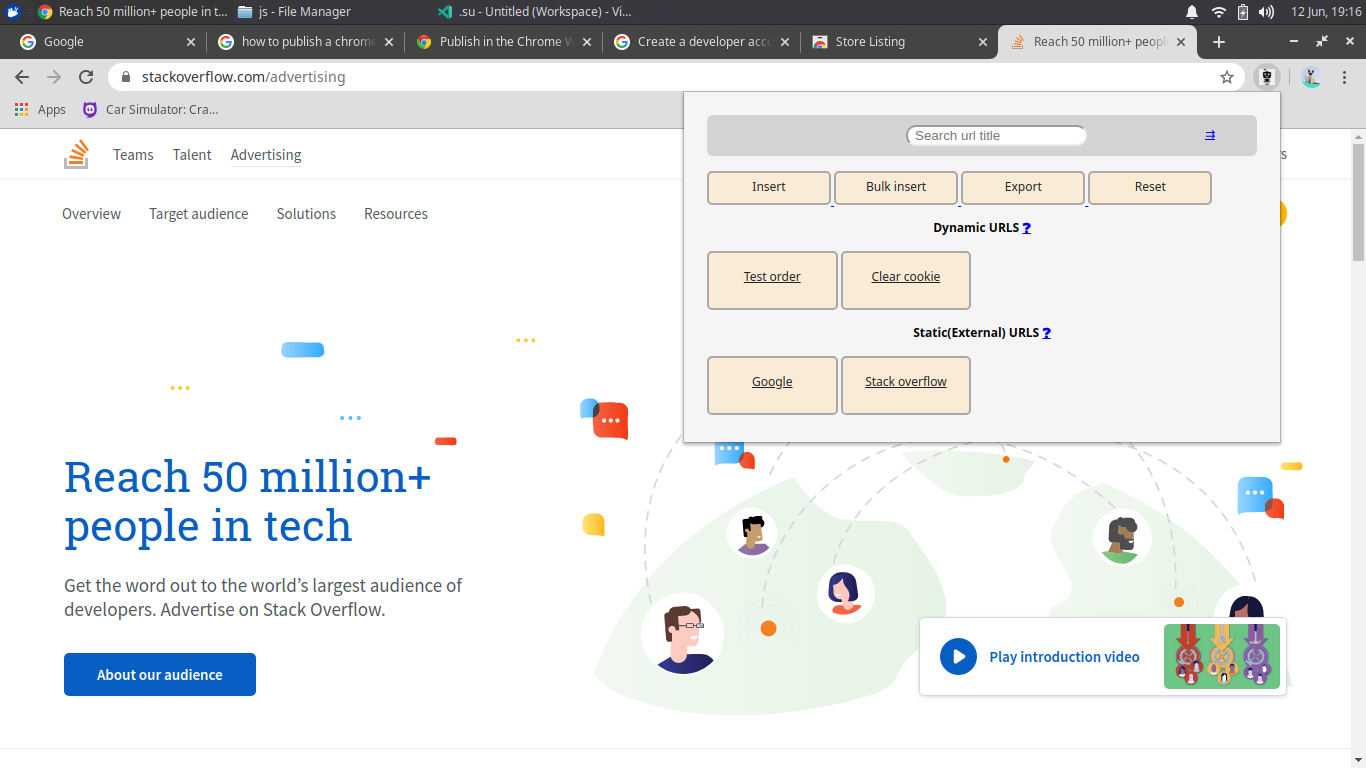 Reach 50 million+ people in t... js - File Manager .su - Untitled (Workspace) - Vi... 12 Jun, 19:16
Google how to publish a chrome Publish in the Chrome W Create a developer acco Store Listing Reach 50 million+ peopl
stackoverflow.com/advertising
Apps Car Simulator: Cra...
Search url title
⇉
Teams Talent Advertising
Insert Bulk insert Export Reset
Overview Target audience Solutions Resources
Dynamic URLS ?
Test order Clear cookie
Static(External) URLS ?
Google Stack overflow
Reach 50 million+
people in tech
Get the word out to the world’s largest audience of
developers. Advertise on Stack Overflow.
About our audience
Play introduction video